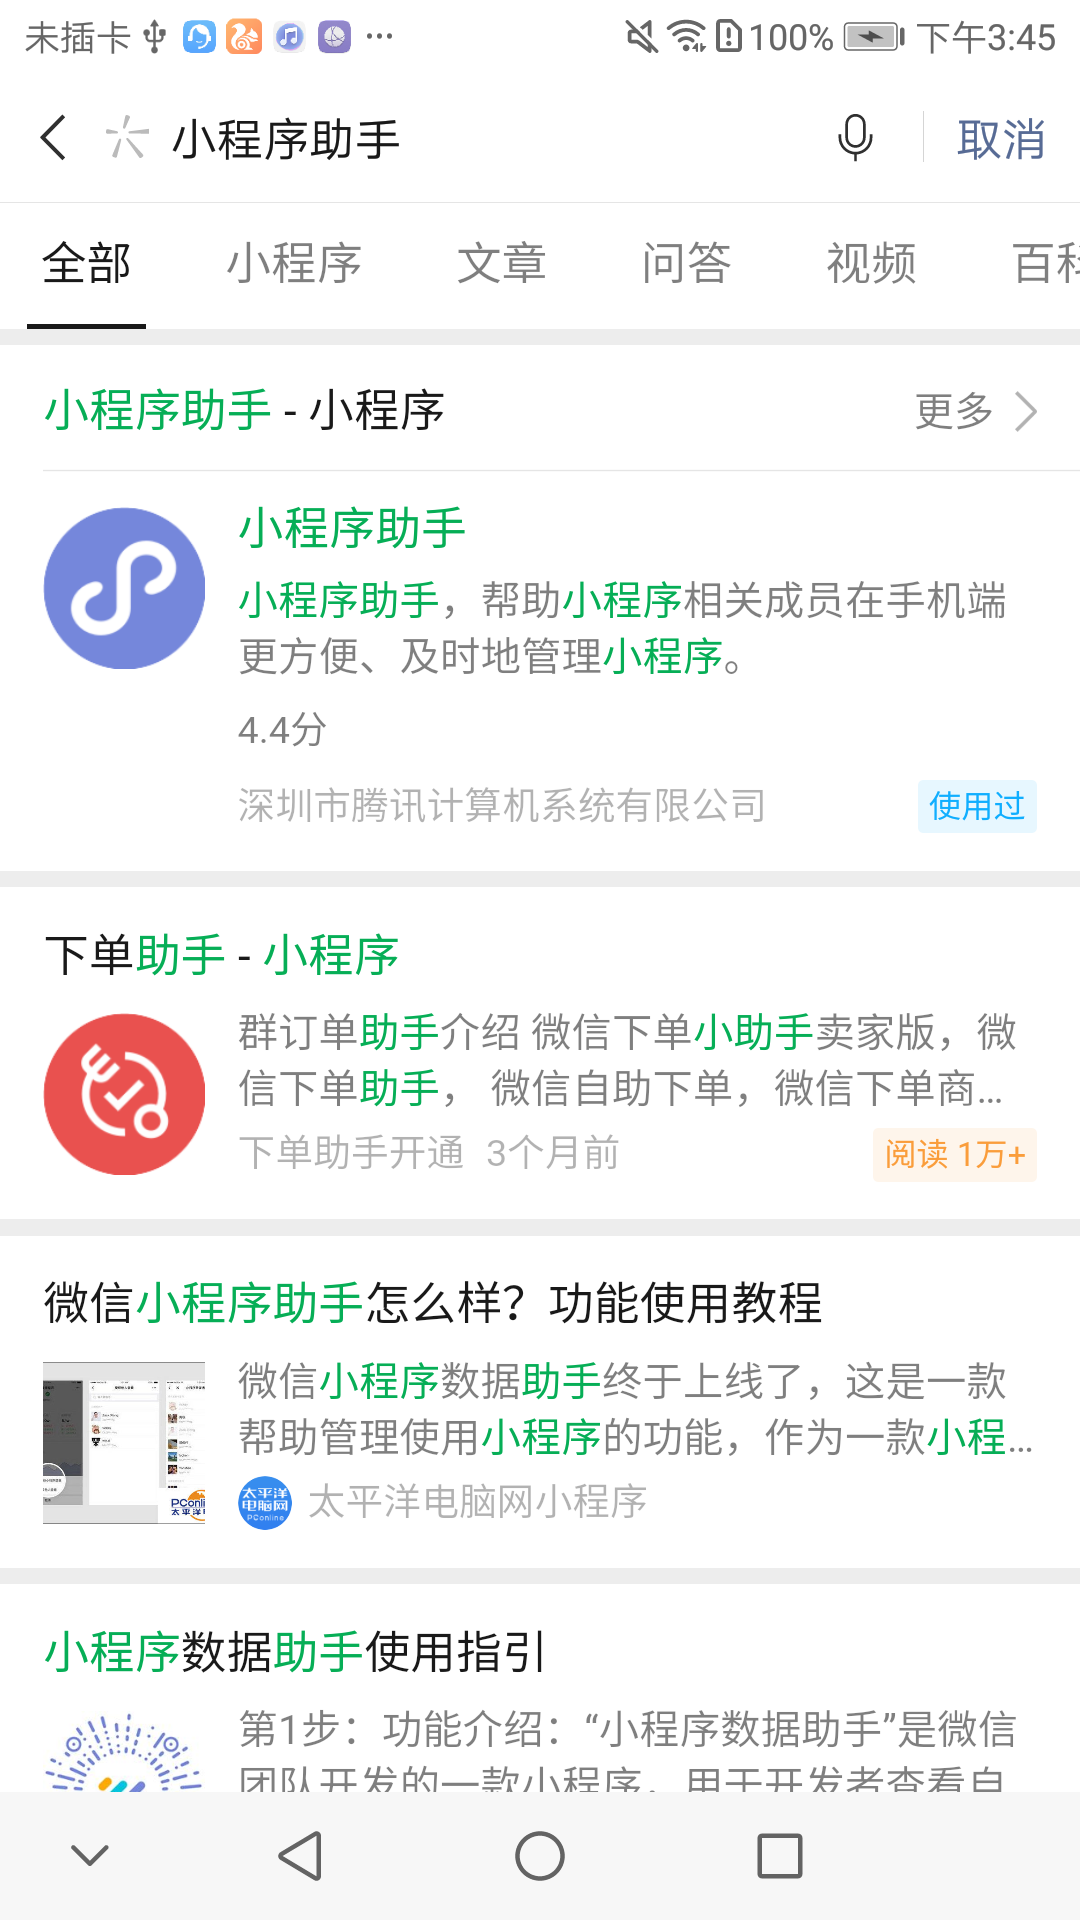 未插卡 100% 下午3:45
小程序助手 取消
全部 小程序 文章 问答 视频 百科
小程序助手 - 小程序 更多
小程序助手
小程序助手，帮助小程序相关成员在手机端
更方便、及时地管理小程序。
4.4分
深圳市腾讯计算机系统有限公司 使用过
下单助手 - 小程序
群订单助手介绍 微信下单小助手卖家版，微
信下单助手， 微信自助下单，微信下单商...
下单助手开通 3个月前 阅读 1万+
微信小程序助手怎么样？功能使用教程
微信小程序数据助手终于上线了，这是一款
帮助管理使用小程序的功能，作为一款小程...
太平洋
电脑网
PConline
太平洋电脑网小程序
小程序数据助手使用指引
第1步：功能介绍：“小程序数据助手”是微信
团队开发的一款小程序，用于开发者查看自